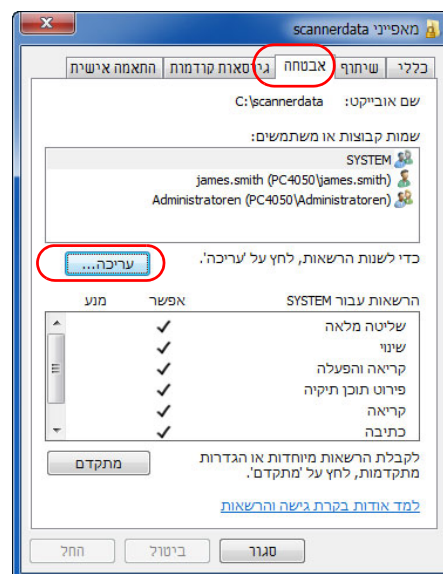 מאפייני scannerdata
כללי שיתוף אבטחה גירסאות קודמות התאמה אישית
שם אובייקט: C:\scannerdata
שמות קבוצות או משתמשים:
SYSTEM
james.smith (PC4050\james.smith)
Administratoren (PC4050\Administratoren)
כדי לשנות הרשאות, לחץ על 'עריכה'.
עריכה...
הרשאות עבור SYSTEM אפשר מנע
שליטה מלאה
שינוי
קריאה והפעלה
פירוט תוכן תיקיה
קריאה
כתיבה
לקבלת הרשאות מיוחדות או הגדרות
מתקדמות, לחץ על 'מתקדם'.
מתקדם
למד אודות בקרת גישה והרשאות
סגור ביטול החל